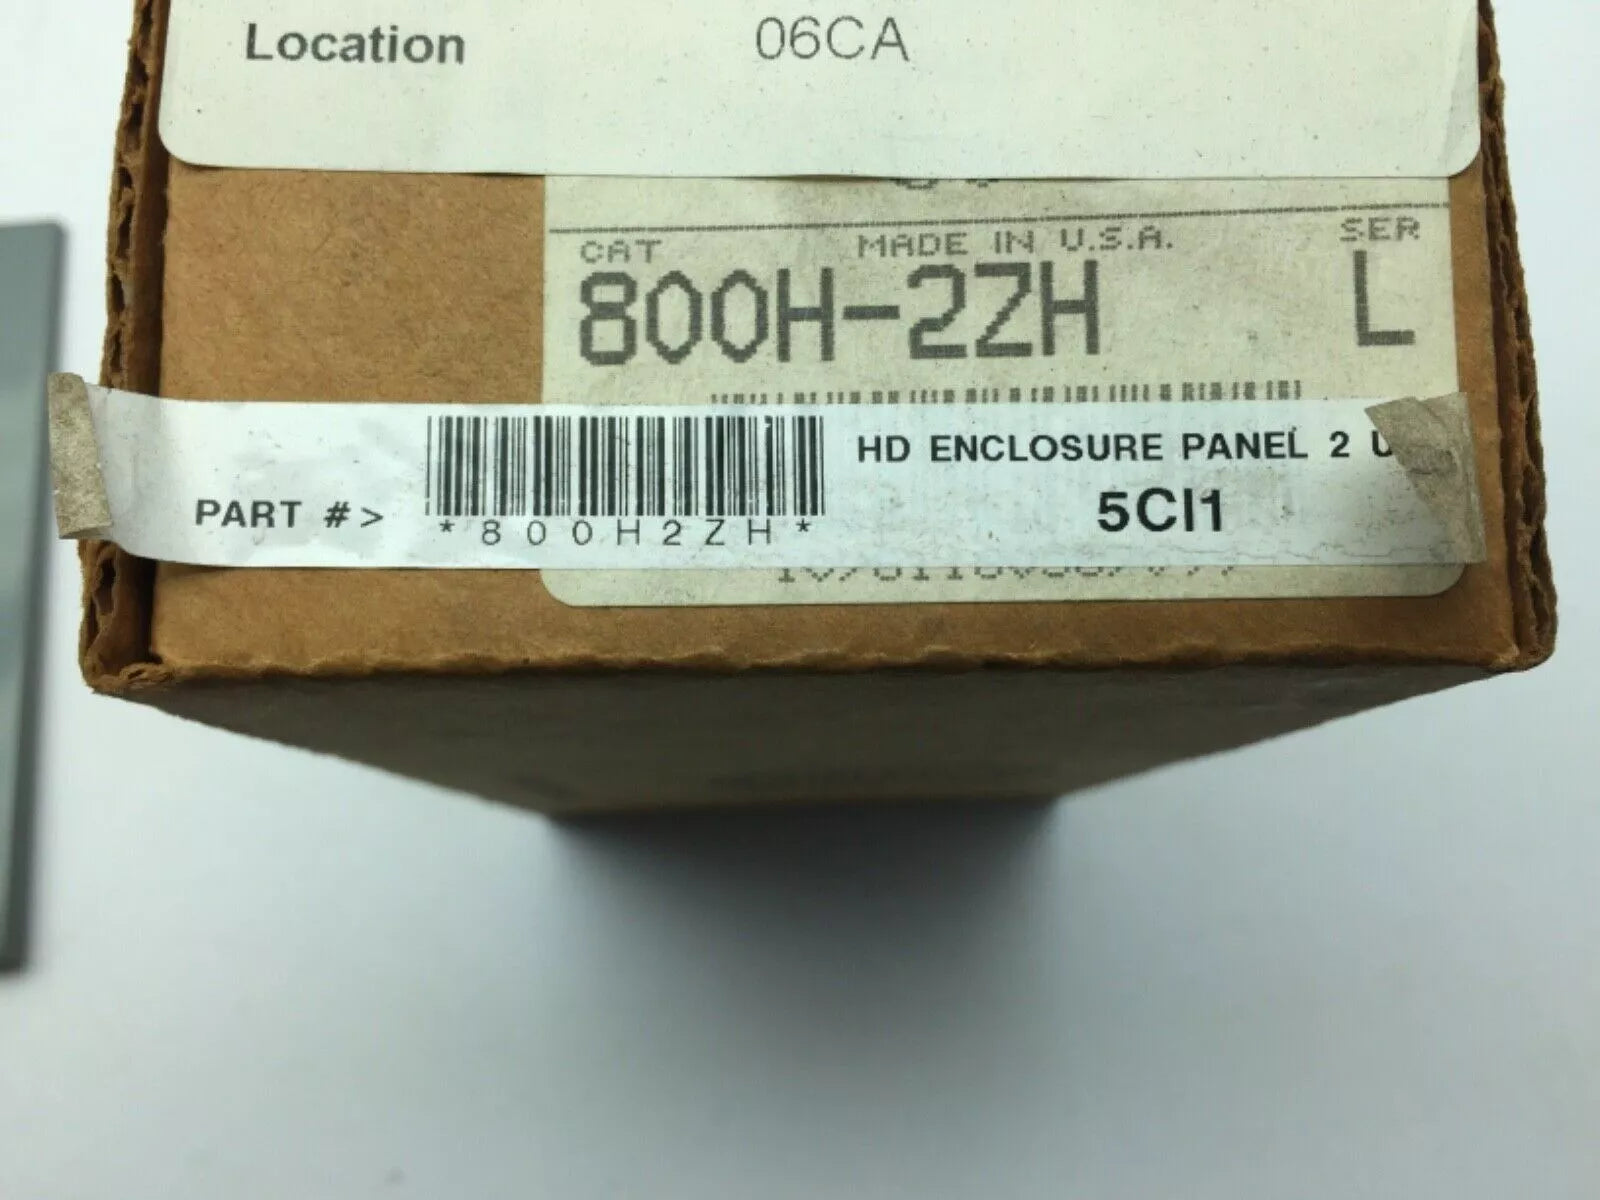 Location 06CA
CAT MADE IN U.S.A. SER
800H-2ZH L
HD ENCLOSURE PANEL 2
PART #> 5CI1
*800H2ZH*